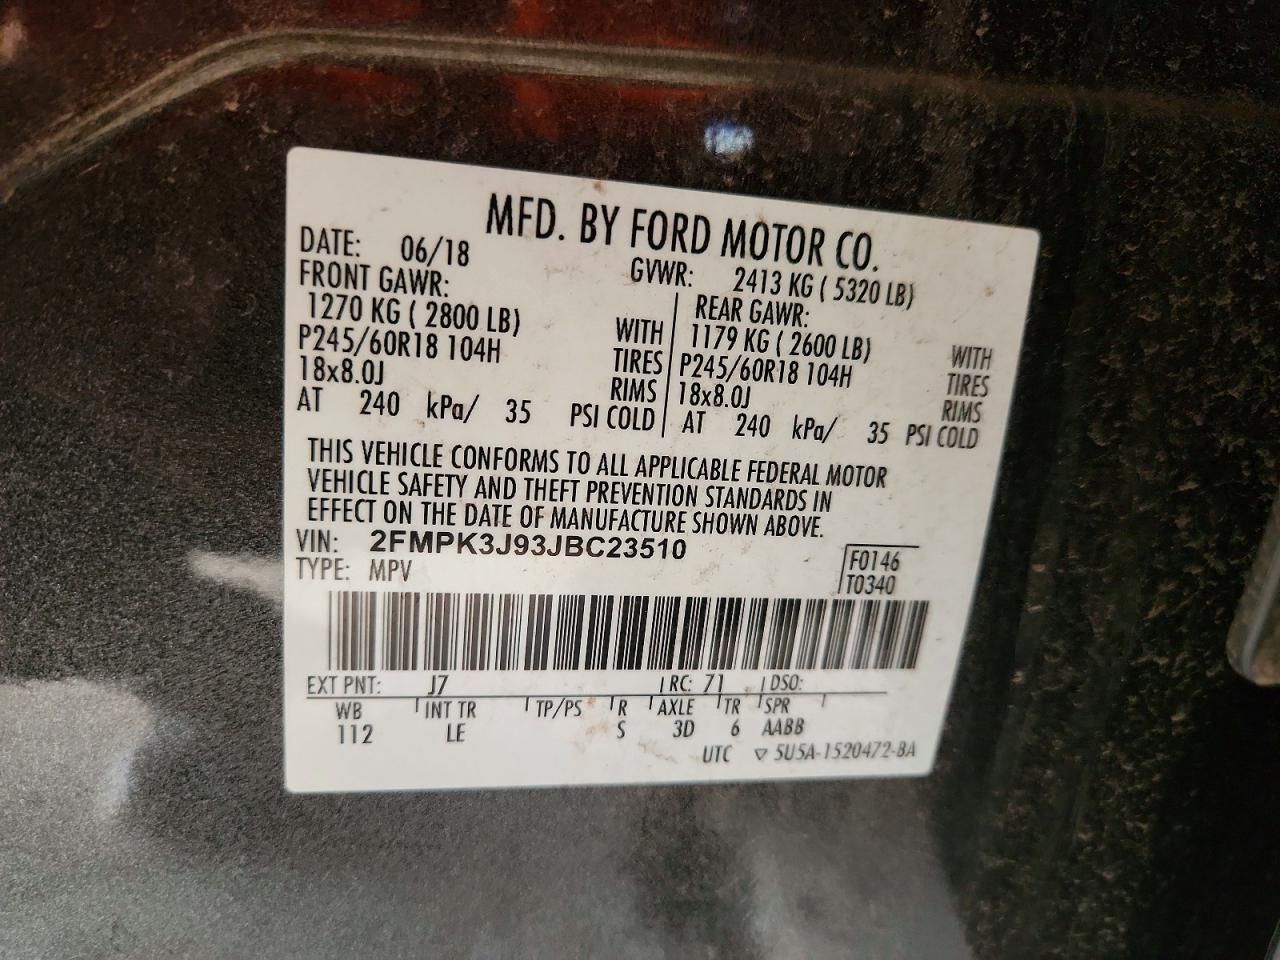 MFD. BY FORD MOTOR CO.
DATE: 06/18 GVWR: 2413 KG ( 5320 LB)
FRONT GAWR: REAR GAWR:
1270 KG ( 2800 LB) WITH 1179 KG ( 2600 LB) WITH
P245/60R18 104H TIRES P245/60R18 104H TIRES
18x8.0J RIMS 18x8.0J RIMS
AT 240 kPa/ 35 PSI COLD AT 240 kPa/ 35 PSI COLD
THIS VEHICLE CONFORMS TO ALL APPLICABLE FEDERAL MOTOR
VEHICLE SAFETY AND THEFT PREVENTION STANDARDS IN
EFFECT ON THE DATE OF MANUFACTURE SHOWN ABOVE.
VIN: 2FMPK3J93JBC23510
TYPE: MPV
F0146
T0340
EXT PNT: J7 RC: 71 DSO:
WB INT TR TP/PS R AXLE TR SPR
112 LE S 3D 6 AABB
UTC ▽ 5U5A-1520472-BA